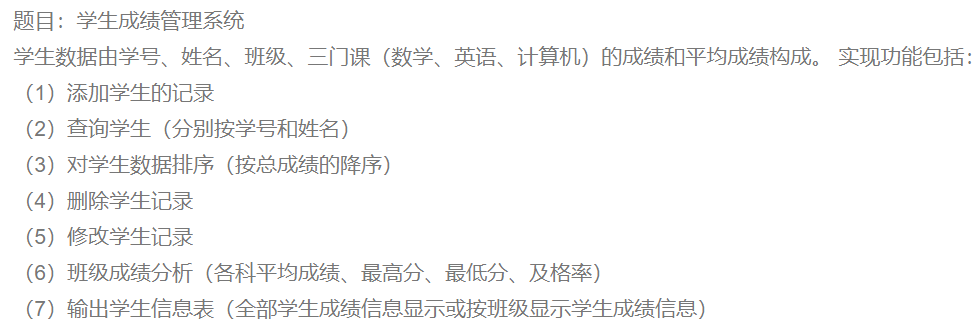 题目：学生成绩管理系统
学生数据由学号、姓名、班级、三门课（数学、英语、计算机）的成绩和平均成绩构成。 实现功能包括：
（1）添加学生的记录
（2）查询学生（分别按学号和姓名）
（3）对学生数据排序（按总成绩的降序）
（4）删除学生记录
（5）修改学生记录
（6）班级成绩分析（各科平均成绩、最高分、最低分、及格率）
（7）输出学生信息表（全部学生成绩信息显示或按班级显示学生成绩信息）